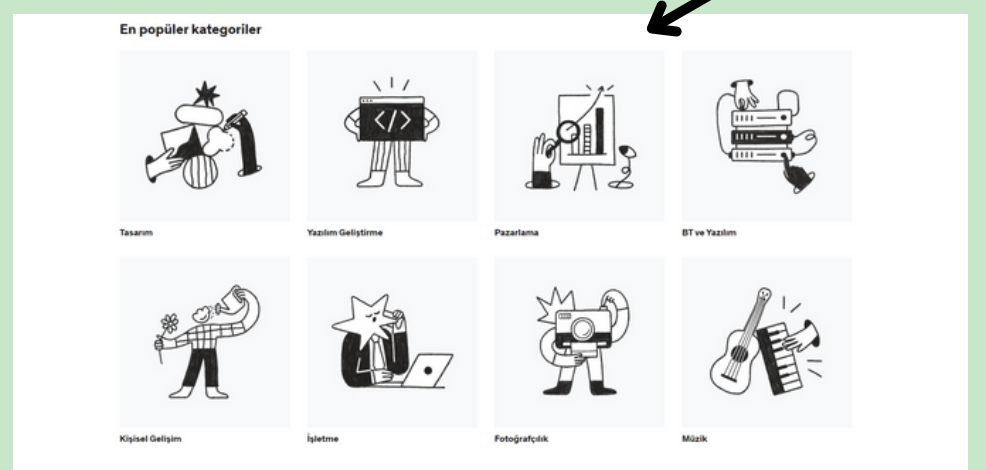 En popüler kategoriler
</>
Tasarım
Yazılım Geliştirme
Pazarlama
BT ve Yazılım
Kişisel Gelişim
İşletme
Fotoğrafçılık
Müzik